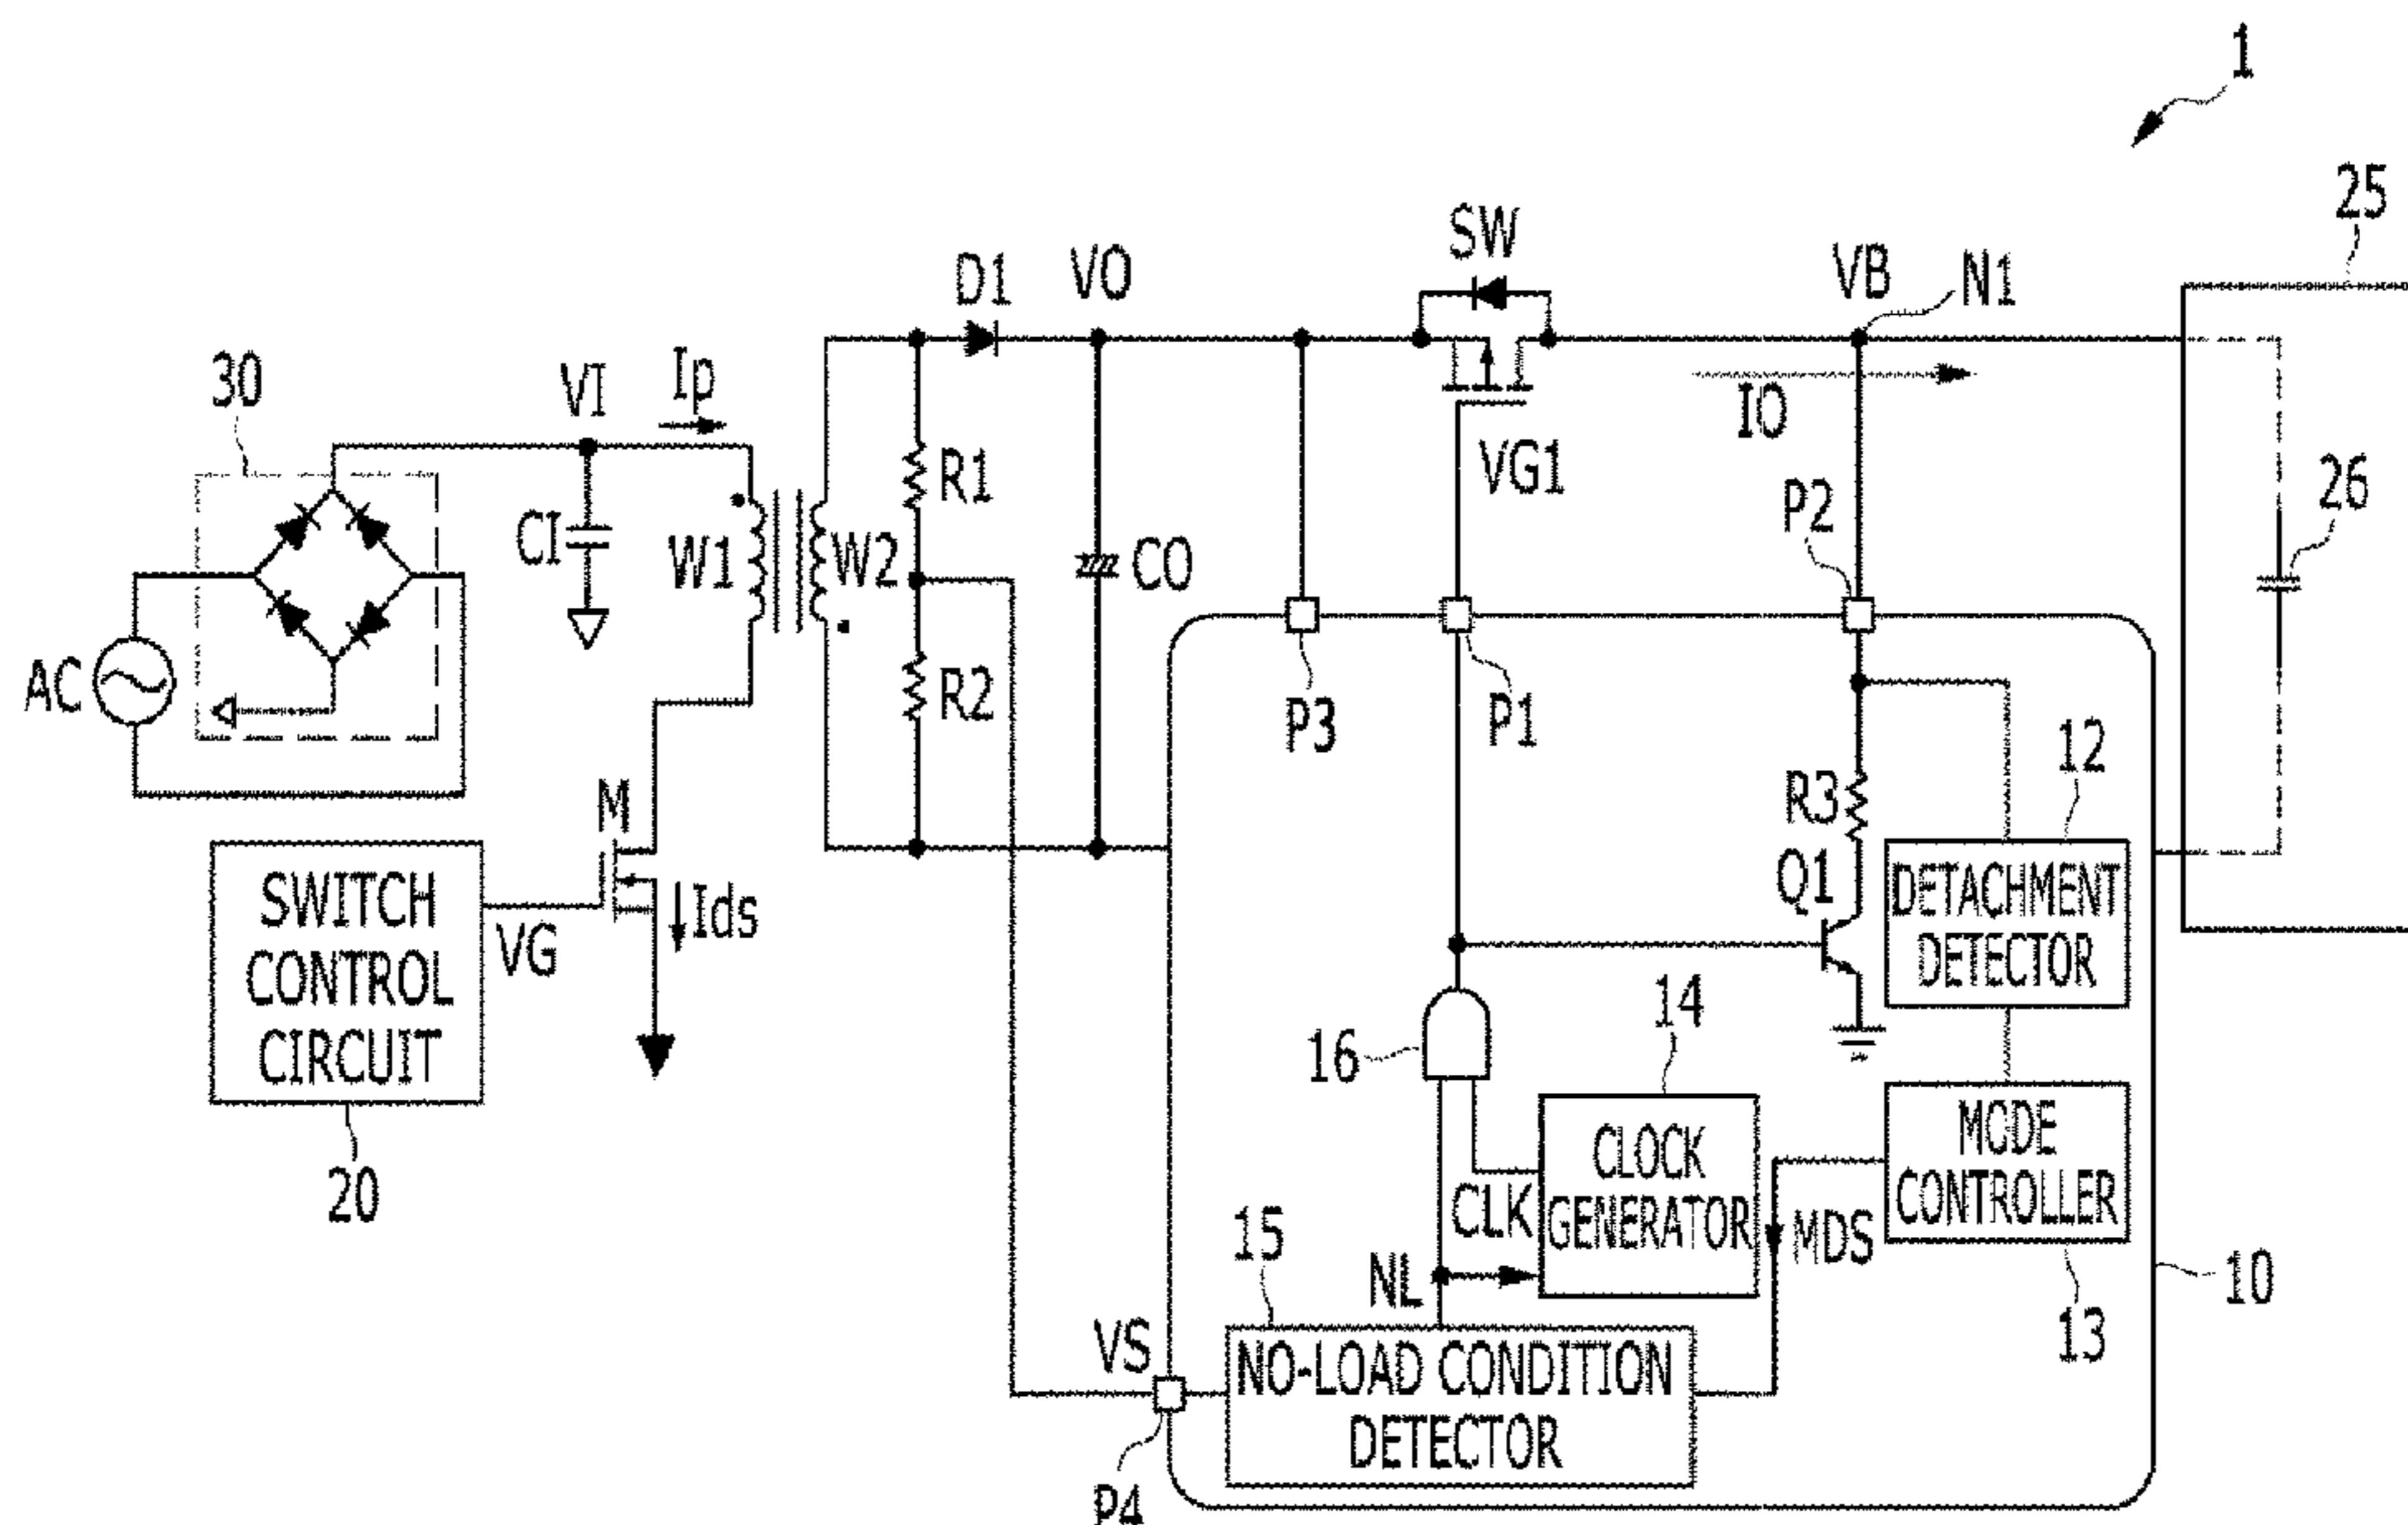 1
25
SW
VB
N1
D1
VO
30
VI
Ip
IO
VG1
R1
P2
26
CI
W1
W2
CO
AC
R2
P3
P1
12
R3
M
Q1
DETACHMENT
DETECTOR
SWITCH
CONTROL
CIRCUIT
VG
Ids
14
16
20
CLOCK
GENERATOR
CLK
MODE
CONTROLLER
MDS
15
NL
10
13
VS
NO-LOAD CONDITION
DETECTOR
P4